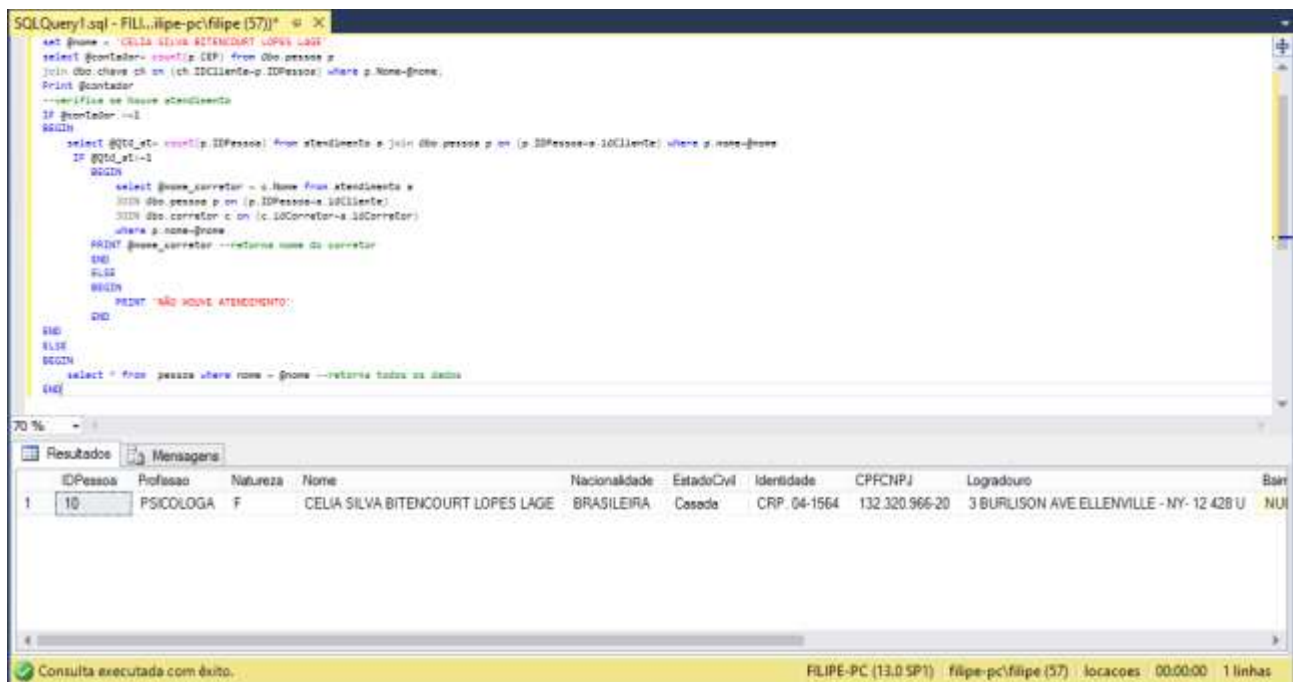 SQLQuery1.sql - FILI...ilipe-pc\filipe (57))*
set @nome = 'CELIA SILVA BITENCOURT LOPES LAGE'
select @contador= count(p.CEP) from dbo.pessoa p
join dbo.chave ch on (ch.IDCliente=p.IDPessoa) where p.Nome=@nome;
Print @contador
--verifica se houve atendimento
IF @contador >=1
BEGIN
select @Qtd_at= count(p.IDPessoa) from atendimento a join dbo.pessoa p on (p.IDPessoa=a.idCliente) where p.nome=@nome
IF @Qtd_at>=1
BEGIN
select @nome_corretor = c.Nome from atendimento a
JOIN dbo.pessoa p on (p.IDPessoa=a.idCliente)
JOIN dbo.corretor c on (c.idCorretor=a.idCorretor)
where p.nome=@nome
PRINT @nome_corretor --retorna nome do corretor
END
ELSE
BEGIN
PRINT 'NÃO HOUVE ATENDIMENTO'
END
END
ELSE
BEGIN
select * from pessoa where nome = @nome --retorna todos os dados
END
70 %
Resultados Mensagens
IDPessoa Profissao Natureza Nome Nacionalidade EstadoCivil Identidade CPFCNPJ Logradouro Bairr
1 10 PSICOLOGA F CELIA SILVA BITENCOURT LOPES LAGE BRASILEIRA Casada CRP. 04-1564 132.320.966-20 3 BURLISON AVE ELLENVILLE - NY- 12 428 U NUI
Consulta executada com êxito. FILIPE-PC (13.0 SP1) filipe-pc\filipe (57) locacoes 00:00:00 1 linhas